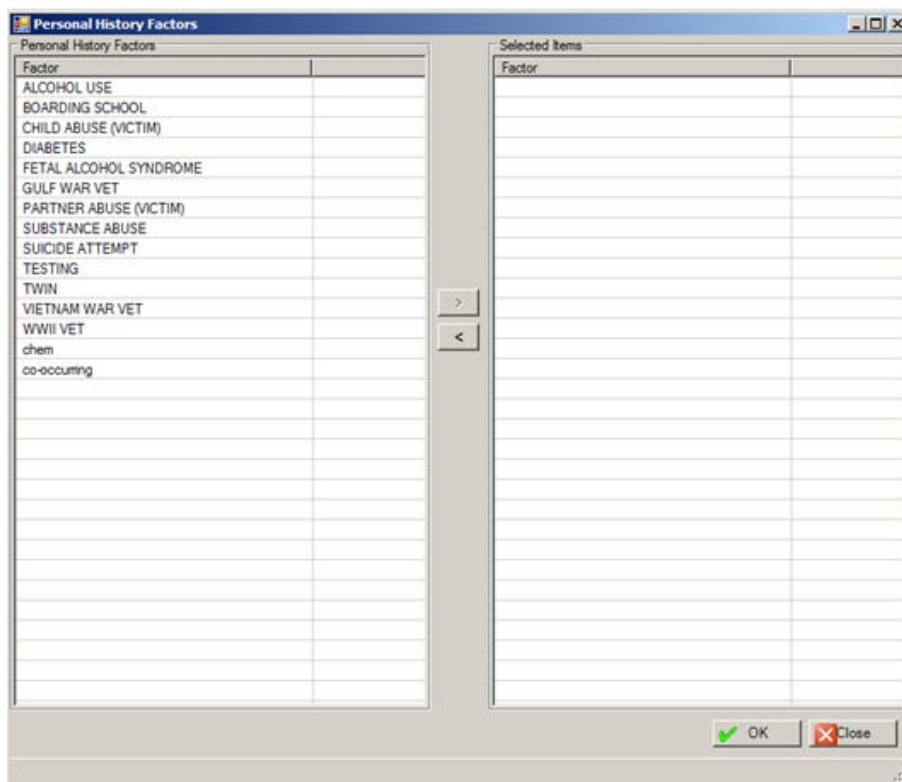 Personal History Factors
Personal History Factors
Selected Items
Factor
Factor
ALCOHOL USE
BOARDING SCHOOL
CHILD ABUSE (VICTIM)
DIABETES
FETAL ALCOHOL SYNDROME
GULF WAR VET
PARTNER ABUSE (VICTIM)
SUBSTANCE ABUSE
SUICIDE ATTEMPT
TESTING
TWIN
VIETNAM WAR VET
WWII VET
chem
co-occurring
>
<
OK
Close